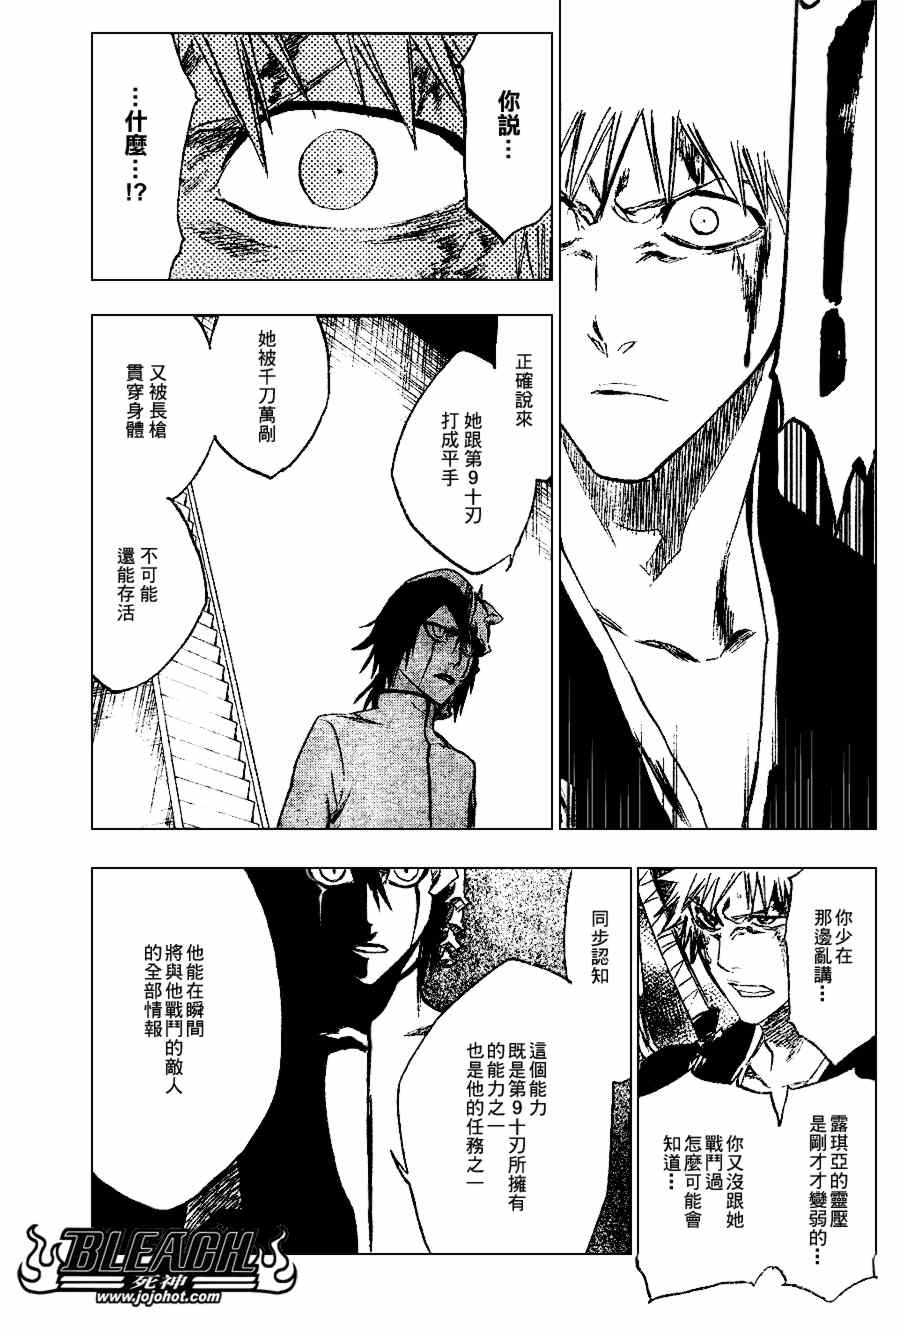 你説…
…什麼…!?
正確說來
她跟第9十刃
打成平手
她被千刀萬剮
又被長槍
貫穿身體
不可能
還能存活
你少在
那邊亂講…
露琪亞的靈壓
是剛才才變弱的…
你又沒跟她
戰鬥過
怎麼可能會
知道…
同步認知
這個能力
既是第9十刃所擁有
的能力之一
也是他的任務之一
他能在瞬間
將與他戰鬥的敵人
的全部情報
BLEACH
死神
www.jojohot.com